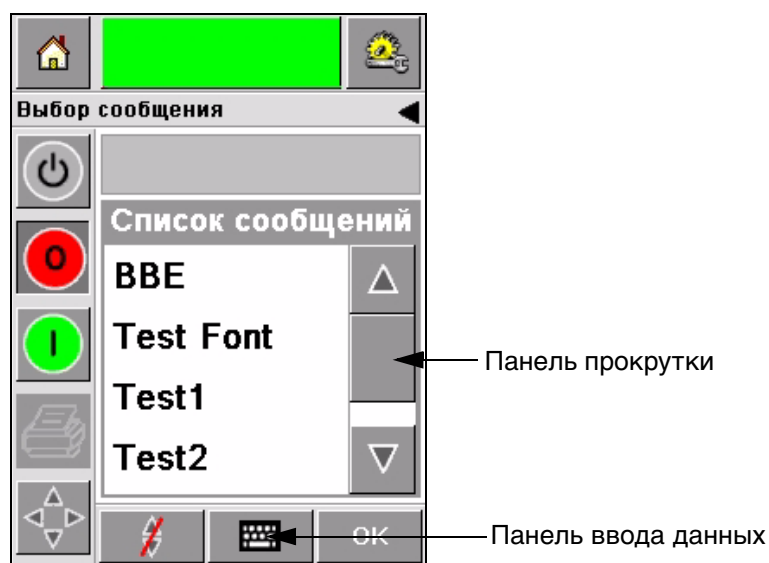 Выбор сообщения
Список сообщений
O
BBE
I
Test Font
Панель прокрутки
Test1
Test2
OK
Панель ввода данных